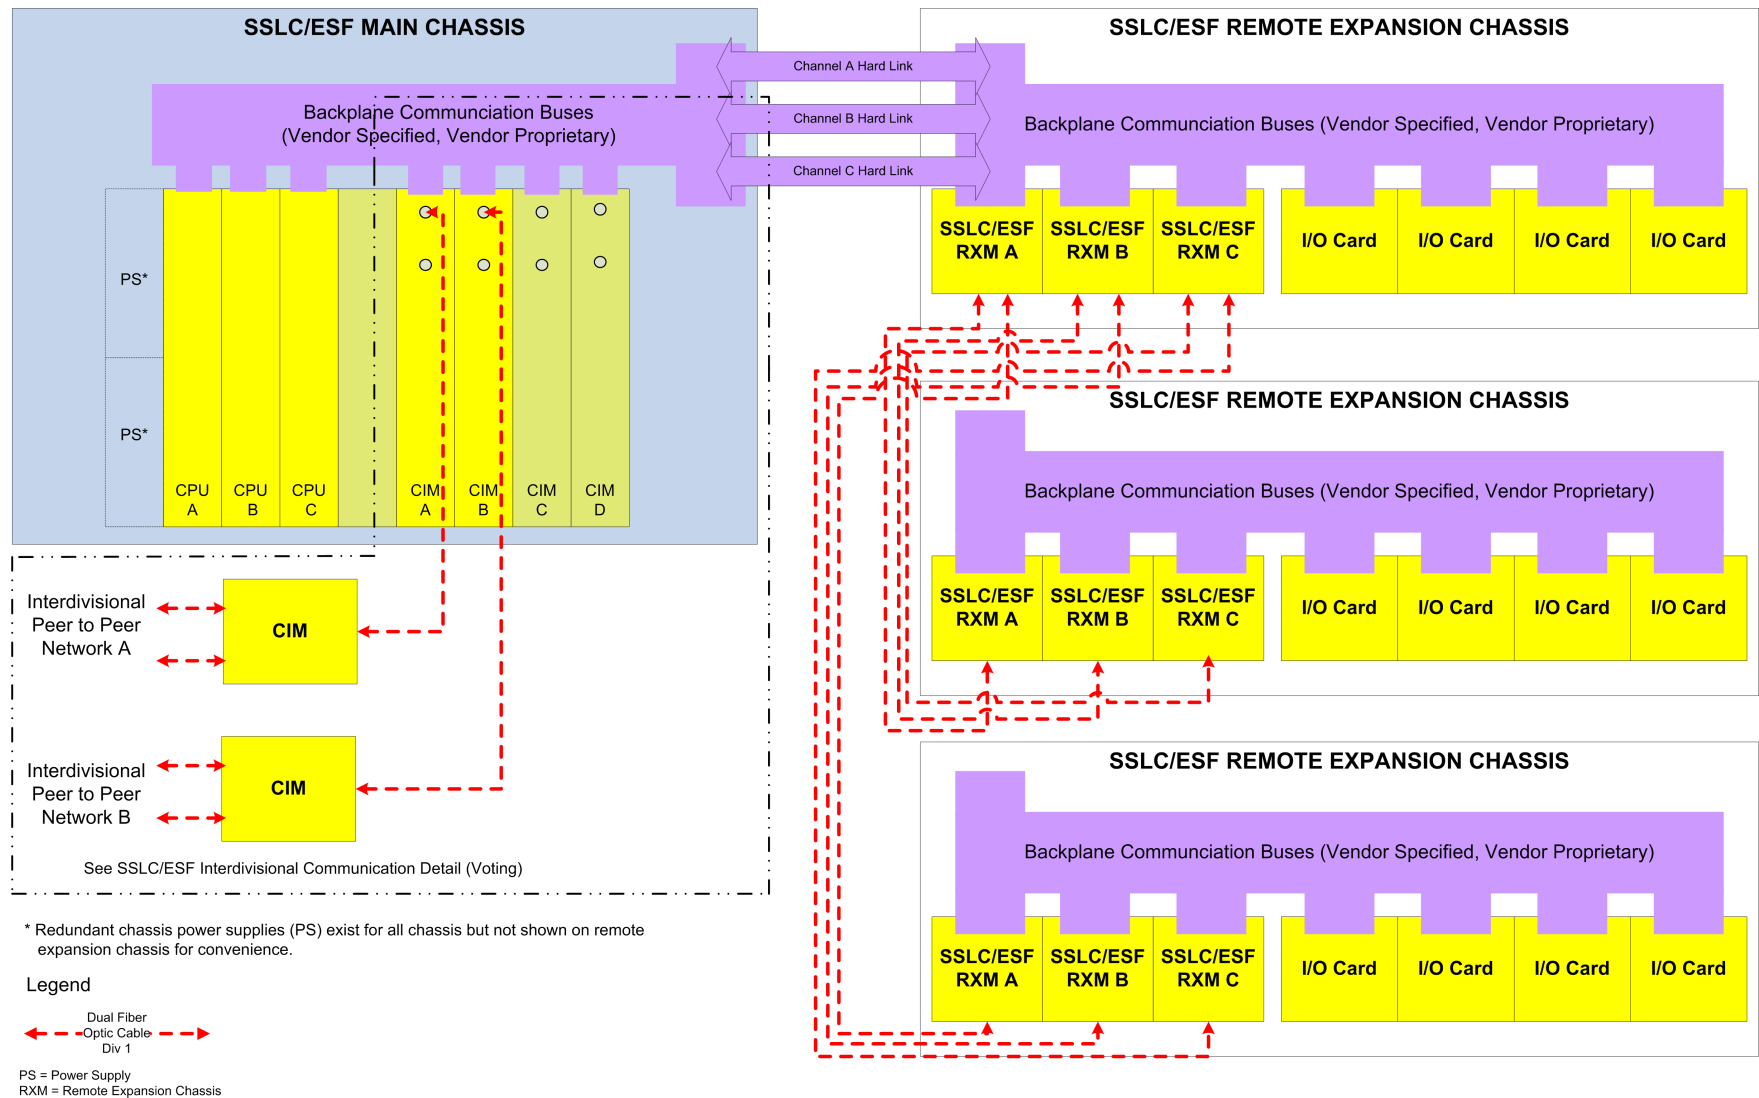 SSLC/ESF MAIN CHASSIS
Backplane Communciation Buses
(Vendor Specified, Vendor Proprietary)
Channel A Hard Link
Channel B Hard Link
Channel C Hard Link
PS*
PS*
CPU
A
CPU
B
CPU
C
CIM
A
CIM
B
CIM
C
CIM
D
Interdivisional
Peer to Peer
Network A
CIM
Interdivisional
Peer to Peer
Network B
CIM
See SSLC/ESF Interdivisional Communication Detail (Voting)
* Redundant chassis power supplies (PS) exist for all chassis but not shown on remote
expansion chassis for convenience.
Legend
Dual Fiber
Optic Cable
Div 1
PS = Power Supply
RXM = Remote Expansion Chassis
SSLC/ESF REMOTE EXPANSION CHASSIS
Backplane Communciation Buses (Vendor Specified, Vendor Proprietary)
SSLC/ESF
RXM A
SSLC/ESF
RXM B
SSLC/ESF
RXM C
I/O Card
I/O Card
I/O Card
I/O Card
SSLC/ESF REMOTE EXPANSION CHASSIS
Backplane Communciation Buses (Vendor Specified, Vendor Proprietary)
SSLC/ESF
RXM A
SSLC/ESF
RXM B
SSLC/ESF
RXM C
I/O Card
I/O Card
I/O Card
I/O Card
SSLC/ESF REMOTE EXPANSION CHASSIS
Backplane Communciation Buses (Vendor Specified, Vendor Proprietary)
SSLC/ESF
RXM A
SSLC/ESF
RXM B
SSLC/ESF
RXM C
I/O Card
I/O Card
I/O Card
I/O Card